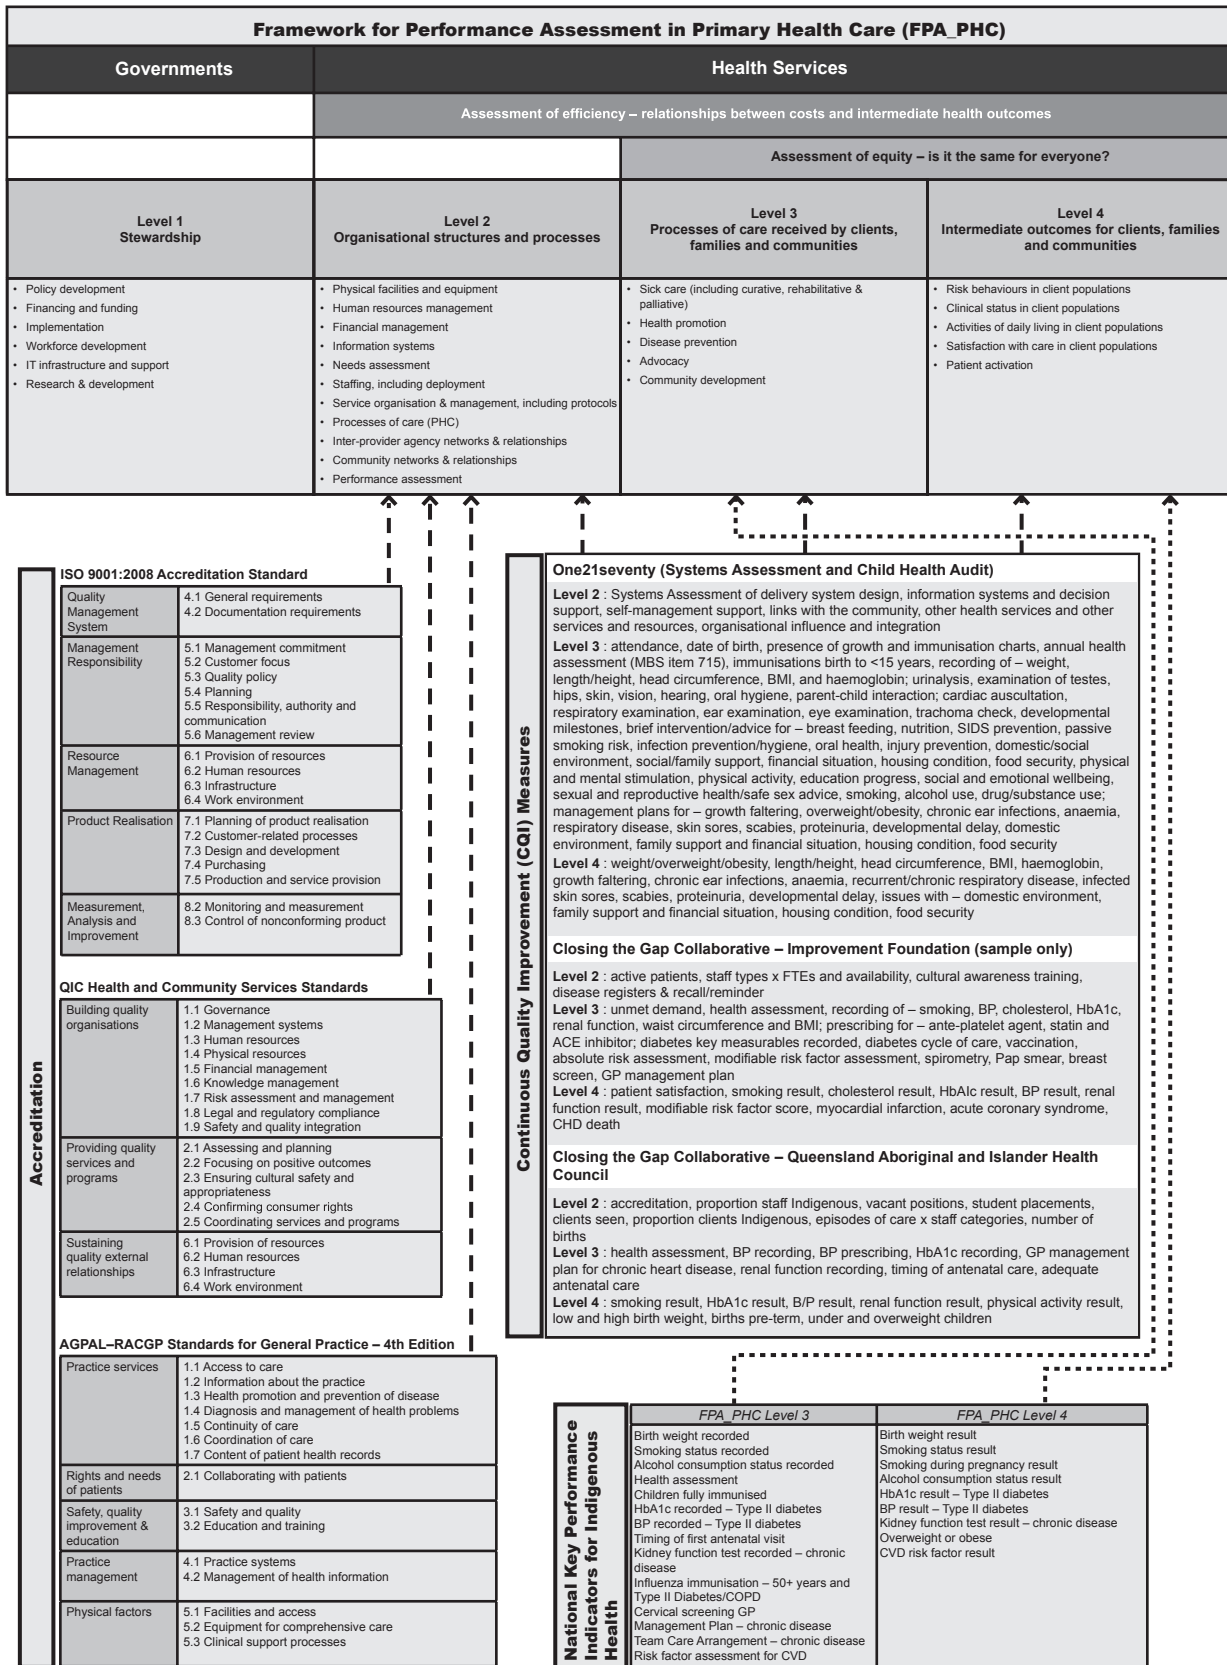 Framework for Performance Assessment in Primary Health Care (FPA_PHC)
Governments
Health Services
Assessment of efficiency – relationships between costs and intermediate health outcomes
Assessment of equity – is it the same for everyone?
Level 1
Stewardship
Level 2
Organisational structures and processes
Level 3
Processes of care received by clients,
families and communities
Level 4
Intermediate outcomes for clients, families
and communities
• Policy development
• Financing and funding
• Implementation
• Workforce development
• IT infrastructure and support
• Research & development
• Physical facilities and equipment
• Human resources management
• Financial management
• Information systems
• Needs assessment
• Staffing, including deployment
• Service organisation & management, including protocols
• Processes of care (PHC)
• Inter-provider agency networks & relationships
• Community networks & relationships
• Performance assessment
• Sick care (including curative, rehabilitative &
palliative)
• Health promotion
• Disease prevention
• Advocacy
• Community development
• Risk behaviours in client populations
• Clinical status in client populations
• Activities of daily living in client populations
• Satisfaction with care in client populations
• Patient activation
Accreditation
ISO 9001:2008 Accreditation Standard
Quality
Management
System
4.1 General requirements
4.2 Documentation requirements
Management
Responsibility
5.1 Management commitment
5.2 Customer focus
5.3 Quality policy
5.4 Planning
5.5 Responsibility, authority and
communication
5.6 Management review
Resource
Management
6.1 Provision of resources
6.2 Human resources
6.3 Infrastructure
6.4 Work environment
Product Realisation
7.1 Planning of product realisation
7.2 Customer-related processes
7.3 Design and development
7.4 Purchasing
7.5 Production and service provision
Measurement,
Analysis and
Improvement
8.2 Monitoring and measurement
8.3 Control of nonconforming product
QIC Health and Community Services Standards
Building quality
organisations
1.1 Governance
1.2 Management systems
1.3 Human resources
1.4 Physical resources
1.5 Financial management
1.6 Knowledge management
1.7 Risk assessment and management
1.8 Legal and regulatory compliance
1.9 Safety and quality integration
Providing quality
services and
programs
2.1 Assessing and planning
2.2 Focusing on positive outcomes
2.3 Ensuring cultural safety and
appropriateness
2.4 Confirming consumer rights
2.5 Coordinating services and programs
Sustaining
quality external
relationships
6.1 Provision of resources
6.2 Human resources
6.3 Infrastructure
6.4 Work environment
AGPAL–RACGP Standards for General Practice – 4th Edition
Practice services
1.1 Access to care
1.2 Information about the practice
1.3 Health promotion and prevention of disease
1.4 Diagnosis and management of health problems
1.5 Continuity of care
1.6 Coordination of care
1.7 Content of patient health records
Rights and needs
of patients
2.1 Collaborating with patients
Safety, quality
improvement &
education
3.1 Safety and quality
3.2 Education and training
Practice
management
4.1 Practice systems
4.2 Management of health information
Physical factors
5.1 Facilities and access
5.2 Equipment for comprehensive care
5.3 Clinical support processes
Continuous Quality Improvement (CQI) Measures
One21seventy (Systems Assessment and Child Health Audit)
Level 2 : Systems Assessment of delivery system design, information systems and decision
support, self-management support, links with the community, other health services and other
services and resources, organisational influence and integration
Level 3 : attendance, date of birth, presence of growth and immunisation charts, annual health
assessment (MBS item 715), immunisations birth to <15 years, recording of – weight,
length/height, head circumference, BMI, and haemoglobin; urinalysis, examination of testes,
hips, skin, vision, hearing, oral hygiene, parent-child interaction; cardiac auscultation,
respiratory examination, ear examination, eye examination, trachoma check, developmental
milestones, brief intervention/advice for – breast feeding, nutrition, SIDS prevention, passive
smoking risk, infection prevention/hygiene, oral health, injury prevention, domestic/social
environment, social/family support, financial situation, housing condition, food security, physical
and mental stimulation, physical activity, education progress, social and emotional wellbeing,
sexual and reproductive health/safe sex advice, smoking, alcohol use, drug/substance use;
management plans for – growth faltering, overweight/obesity, chronic ear infections, anaemia,
respiratory disease, skin sores, scabies, proteinuria, developmental delay, domestic
environment, family support and financial situation, housing condition, food security
Level 4 : weight/overweight/obesity, length/height, head circumference, BMI, haemoglobin,
growth faltering, chronic ear infections, anaemia, recurrent/chronic respiratory disease, infected
skin sores, scabies, proteinuria, developmental delay, issues with – domestic environment,
family support and financial situation, housing condition, food security
Closing the Gap Collaborative – Improvement Foundation (sample only)
Level 2 : active patients, staff types x FTEs and availability, cultural awareness training,
disease registers & recall/reminder
Level 3 : unmet demand, health assessment, recording of – smoking, BP, cholesterol, HbA1c,
renal function, waist circumference and BMI; prescribing for – ante-platelet agent, statin and
ACE inhibitor; diabetes key measurables recorded, diabetes cycle of care, vaccination,
absolute risk assessment, modifiable risk factor assessment, spirometry, Pap smear, breast
screen, GP management plan
Level 4 : patient satisfaction, smoking result, cholesterol result, HbAlc result, BP result, renal
function result, modifiable risk factor score, myocardial infarction, acute coronary syndrome,
CHD death
Closing the Gap Collaborative – Queensland Aboriginal and Islander Health
Council
Level 2 : accreditation, proportion staff Indigenous, vacant positions, student placements,
clients seen, proportion clients Indigenous, episodes of care x staff categories, number of
births
Level 3 : health assessment, BP recording, BP prescribing, HbA1c recording, GP management
plan for chronic heart disease, renal function recording, timing of antenatal care, adequate
antenatal care
Level 4 : smoking result, HbA1c result, B/P result, renal function result, physical activity result,
low and high birth weight, births pre-term, under and overweight children
National Key Performance
Indicators for Indigenous
Health
FPA_PHC Level 3
Birth weight recorded
Smoking status recorded
Alcohol consumption status recorded
Health assessment
Children fully immunised
HbA1c recorded – Type II diabetes
BP recorded – Type II diabetes
Timing of first antenatal visit
Kidney function test recorded – chronic
disease
Influenza immunisation – 50+ years and
Type II Diabetes/COPD
Cervical screening GP
Management Plan – chronic disease
Team Care Arrangement – chronic disease
Risk factor assessment for CVD
FPA_PHC Level 4
Birth weight result
Smoking status result
Smoking during pregnancy result
Alcohol consumption status result
HbA1c result – Type II diabetes
BP result – Type II diabetes
Kidney function test result – chronic disease
Overweight or obese
CVD risk factor result